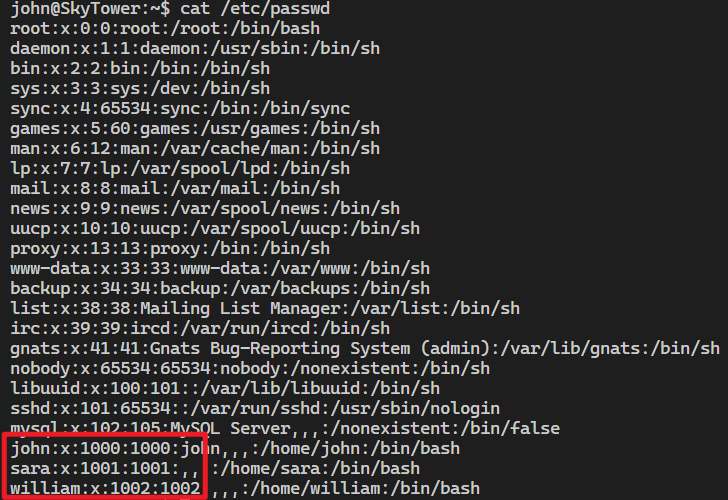 john@SkyTower:~$ cat /etc/passwd
root:x:0:0:root:/root:/bin/bash
daemon:x:1:1:daemon:/usr/sbin:/bin/sh
bin:x:2:2:bin:/bin:/bin/sh
sys:x:3:3:sys:/dev:/bin/sh
sync:x:4:65534:sync:/bin:/bin/sync
games:x:5:60:games:/usr/games:/bin/sh
man:x:6:12:man:/var/cache/man:/bin/sh
lp:x:7:7:lp:/var/spool/lpd:/bin/sh
mail:x:8:8:mail:/var/mail:/bin/sh
news:x:9:9:news:/var/spool/news:/bin/sh
uucp:x:10:10:uucp:/var/spool/uucp:/bin/sh
proxy:x:13:13:proxy:/bin:/bin/sh
www-data:x:33:33:www-data:/var/www:/bin/sh
backup:x:34:34:backup:/var/backups:/bin/sh
list:x:38:38:Mailing List Manager:/var/list:/bin/sh
irc:x:39:39:ircd:/var/run/ircd:/bin/sh
gnats:x:41:41:Gnats Bug-Reporting System (admin):/var/lib/gnats:/bin/sh
nobody:x:65534:65534:nobody:/nonexistent:/bin/sh
libuuid:x:100:101::/var/lib/libuuid:/bin/sh
sshd:x:101:65534::/var/run/sshd:/usr/sbin/nologin
mysql:x:102:105:MySQL Server,,,:/nonexistent:/bin/false
john:x:1000:1000:john,,,:/home/john:/bin/bash
sara:x:1001:1001:,,,:/home/sara:/bin/bash
william:x:1002:1002:,,,:/home/william:/bin/bash